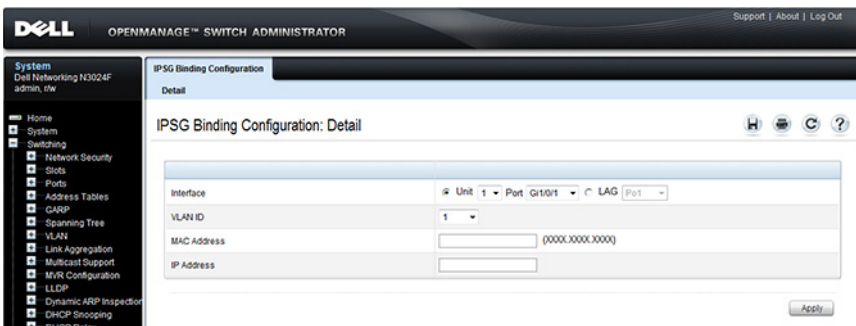 Support | About | Log Out
DELL OPENMANAGE™ SWITCH ADMINISTRATOR
System
Dell Networking N3024F
admin, r/w
Home
System
Switching
Network Security
Slots
Ports
Address Tables
GARP
Spanning Tree
VLAN
Link Aggregation
Multicast Support
MVR Configuration
LLDP
Dynamic ARP Inspection
DHCP Snooping
IPSG Binding Configuration
Detail
IPSG Binding Configuration: Detail
Interface Unit 1 Port Gi1/0/1 LAG Po1
VLAN ID 1
MAC Address (XXXX.XXXX.XXXX)
IP Address
Apply